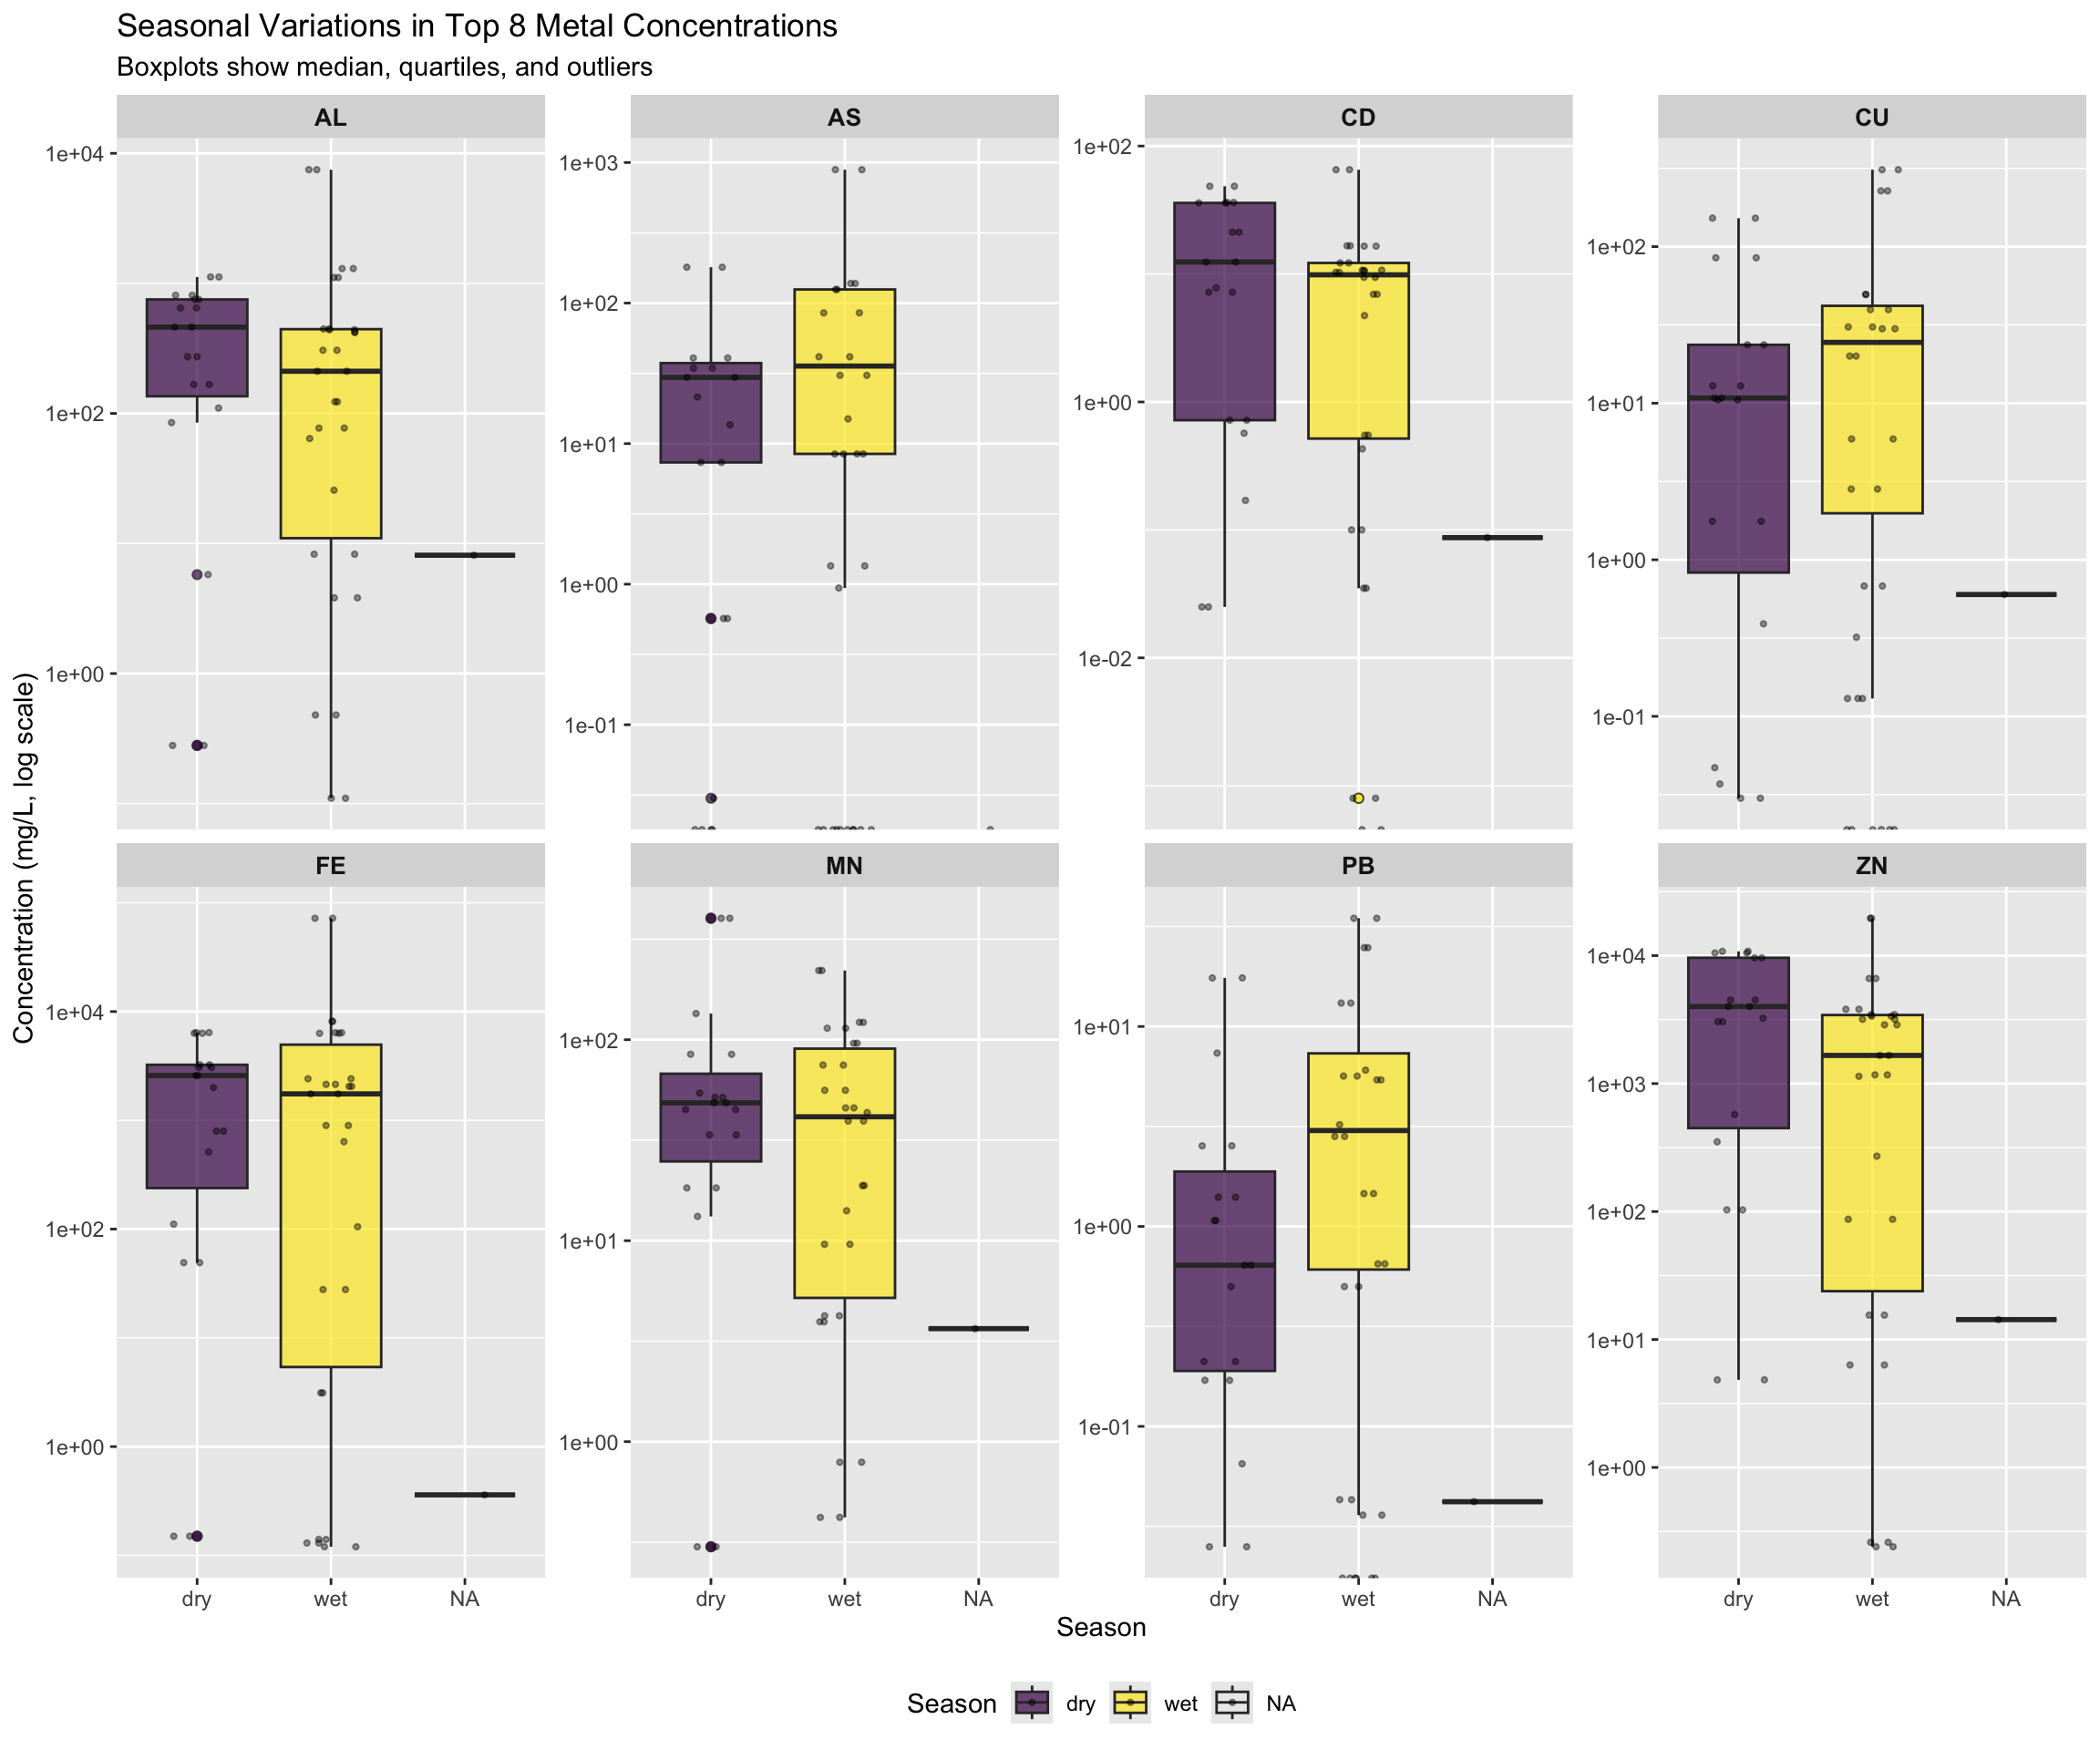 Seasonal Variations in Top 8 Metal Concentrations
Boxplots show median, quartiles, and outliers
Concentration (mg/L, log scale)
AL
1e+04
1e+02
1e+00
AS
1e+03
1e+02
1e+01
1e+00
1e-01
CD
1e+02
1e+00
1e-02
CU
1e+02
1e+01
1e+00
1e-01
FE
1e+04
1e+02
1e+00
dry wet NA
MN
1e+02
1e+01
1e+00
dry wet NA
PB
1e+01
1e+00
1e-01
dry wet NA
ZN
1e+04
1e+03
1e+02
1e+01
1e+00
dry wet NA
Season
Season dry wet NA